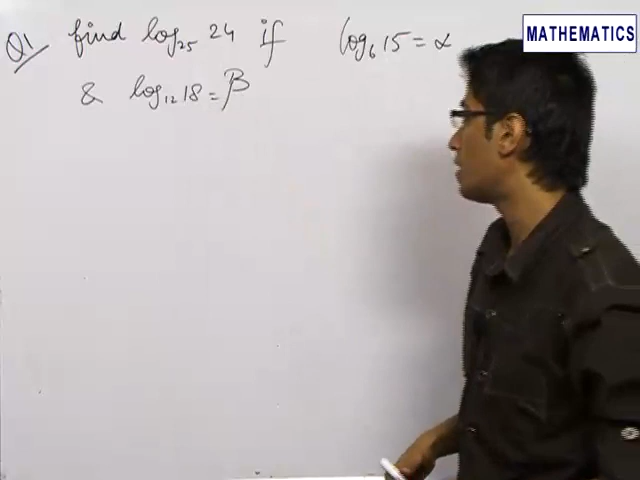 MATHEMATICS
Q1 find log₂₅ 24 if log₆ 15 = α
& log₁₂ 18 = β